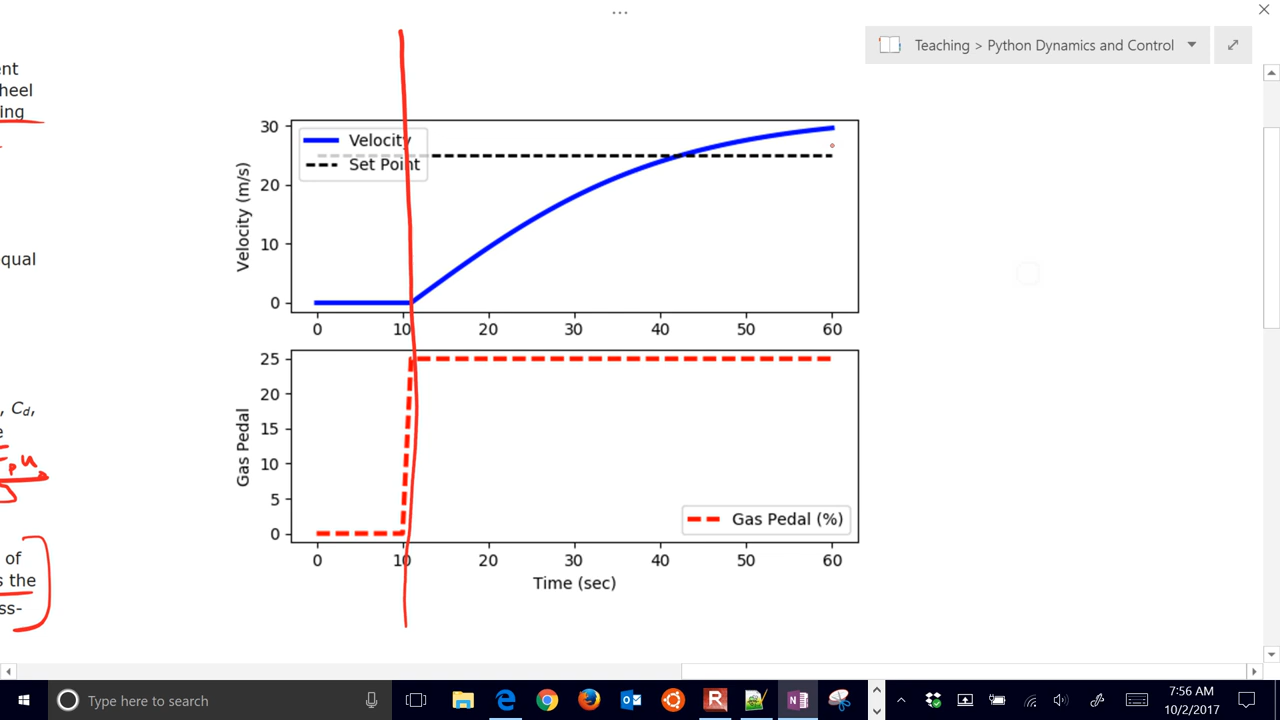 ...
Teaching > Python Dynamics and Control
ent
heel
ing
qual
, Cd,
e
Fp u
of
s the
ss-
30
20
10
0
Velocity (m/s)
Velocity
Set Point
0 10 20 30 40 50 60
25
20
15
10
5
0
Gas Pedal
Gas Pedal (%)
0 10 20 30 40 50 60
Time (sec)
Type here to search
7:56 AM
10/2/2017